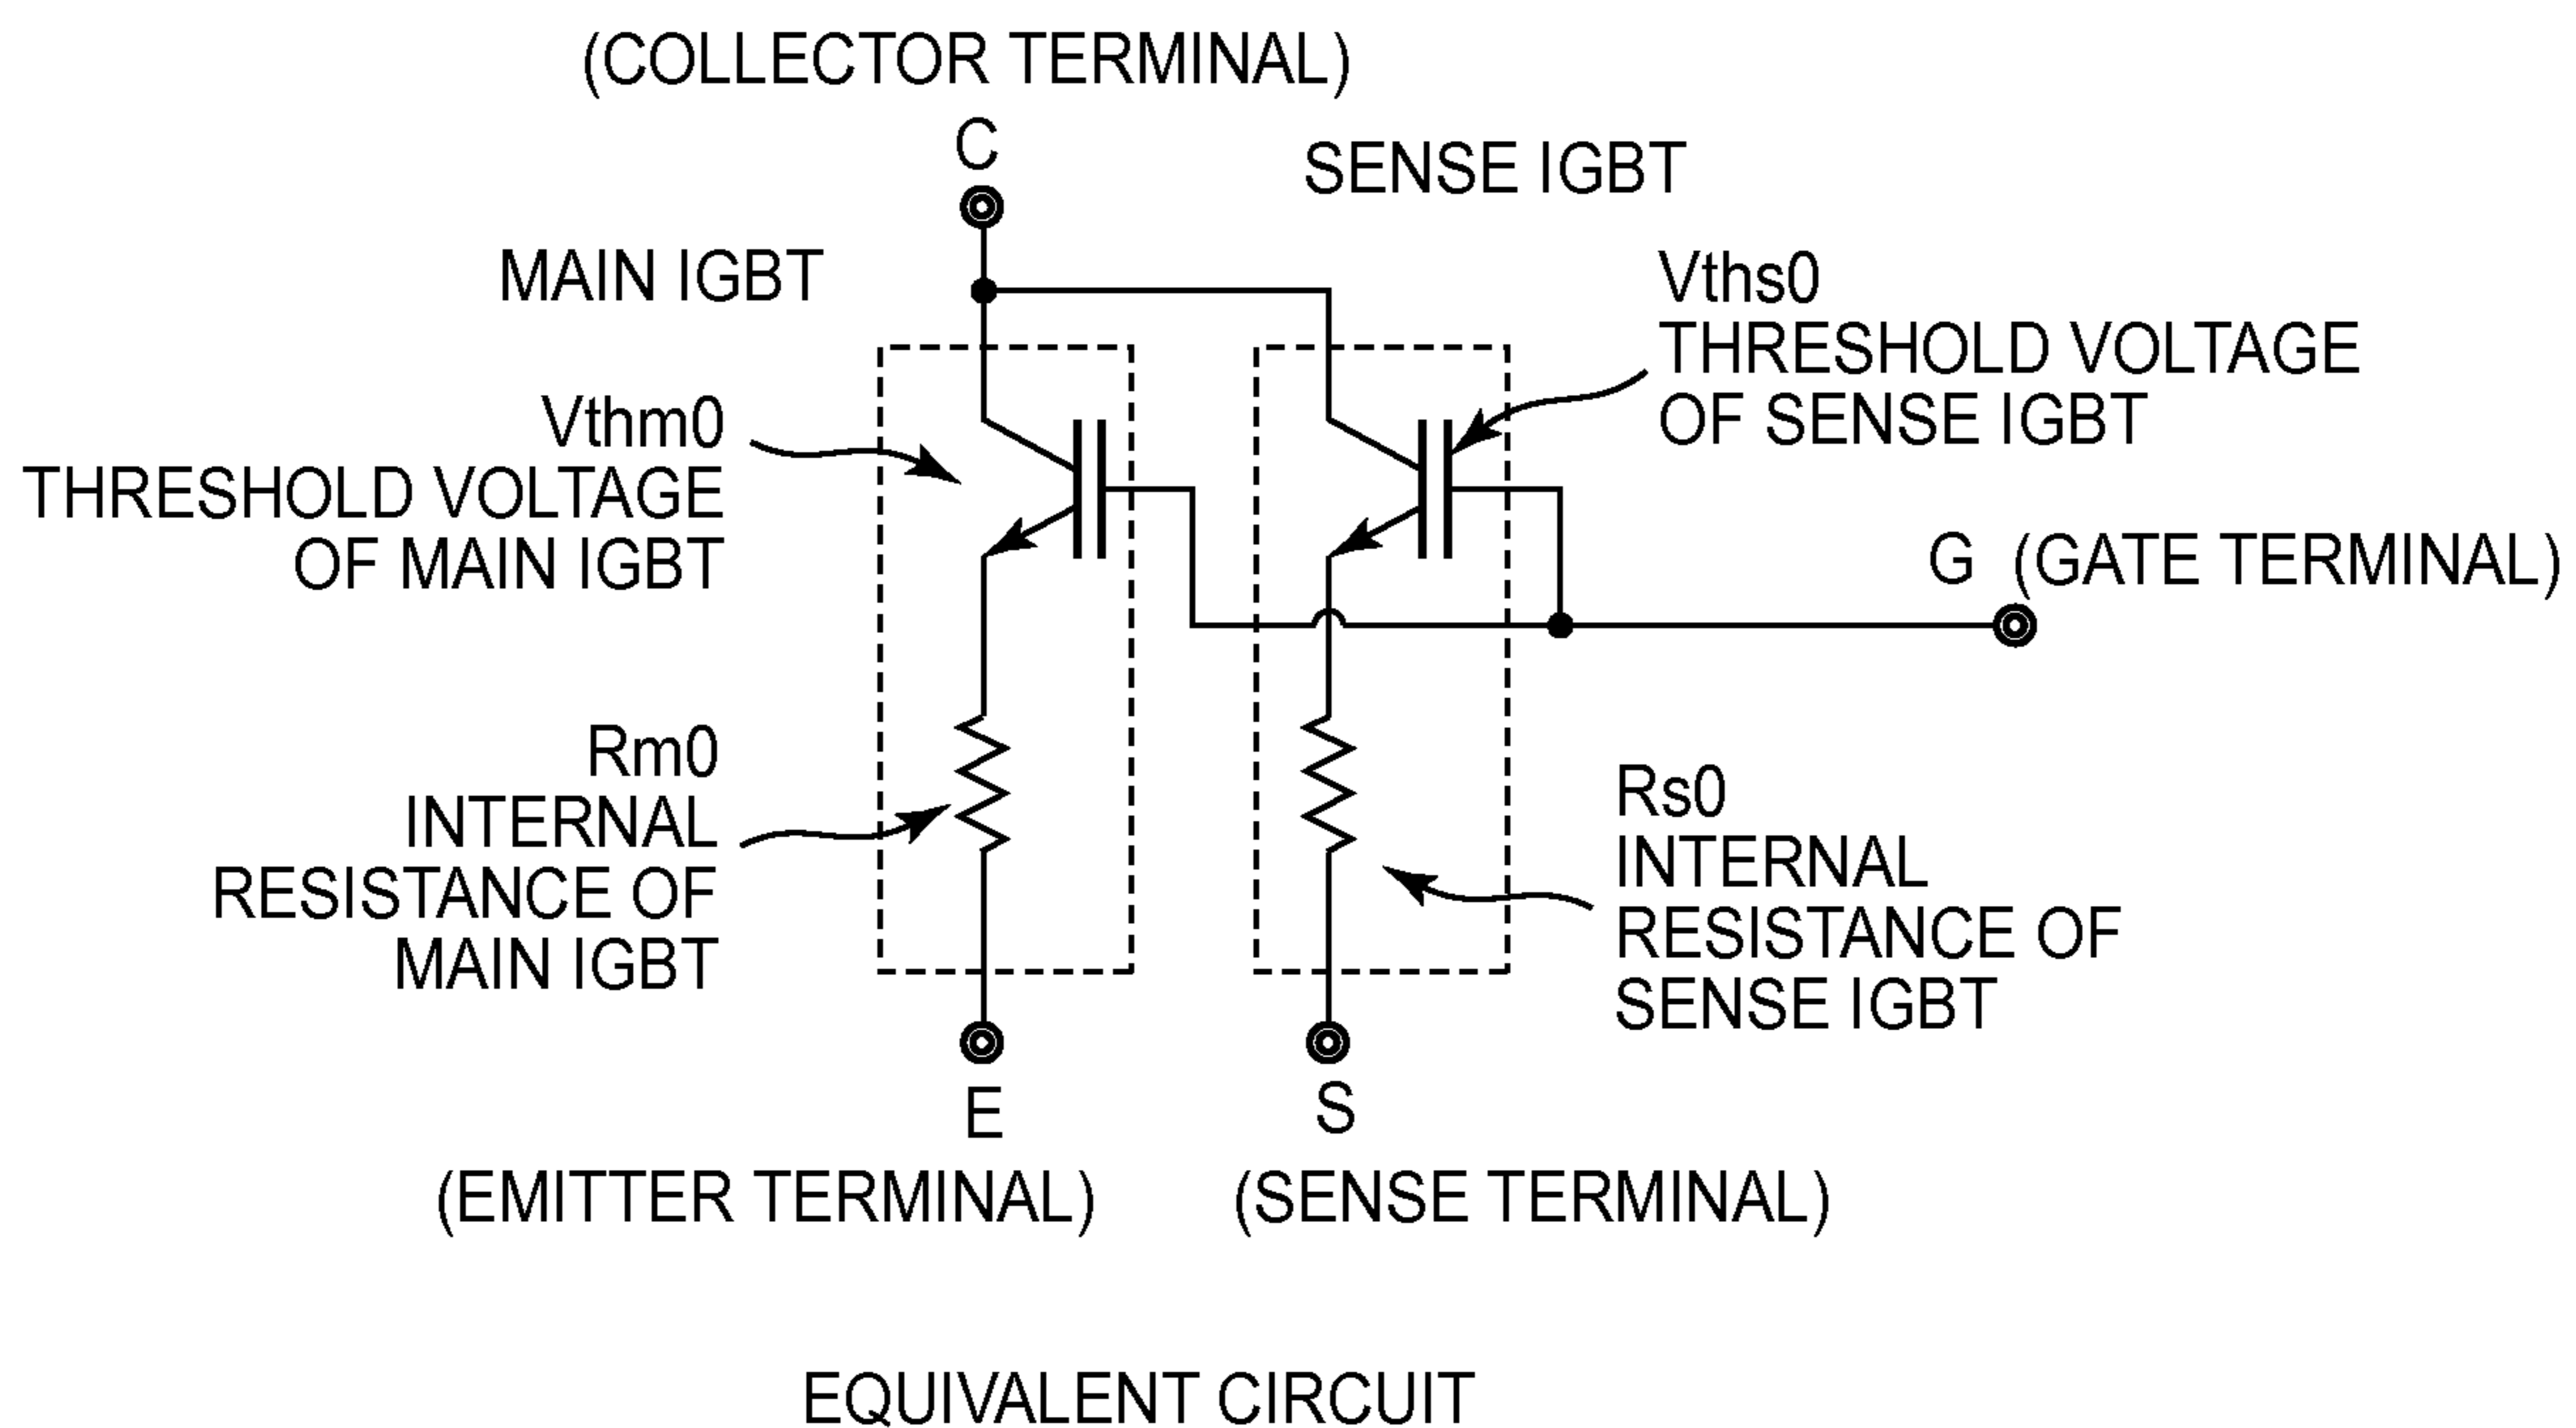 (COLLECTOR TERMINAL)
C
SENSE IGBT
MAIN IGBT
Vths0
THRESHOLD VOLTAGE
OF SENSE IGBT
Vthm0
THRESHOLD VOLTAGE
OF MAIN IGBT
G (GATE TERMINAL)
Rm0
INTERNAL
RESISTANCE OF
MAIN IGBT
Rs0
INTERNAL
RESISTANCE OF
SENSE IGBT
E
(EMITTER TERMINAL)
S
(SENSE TERMINAL)
EQUIVALENT CIRCUIT